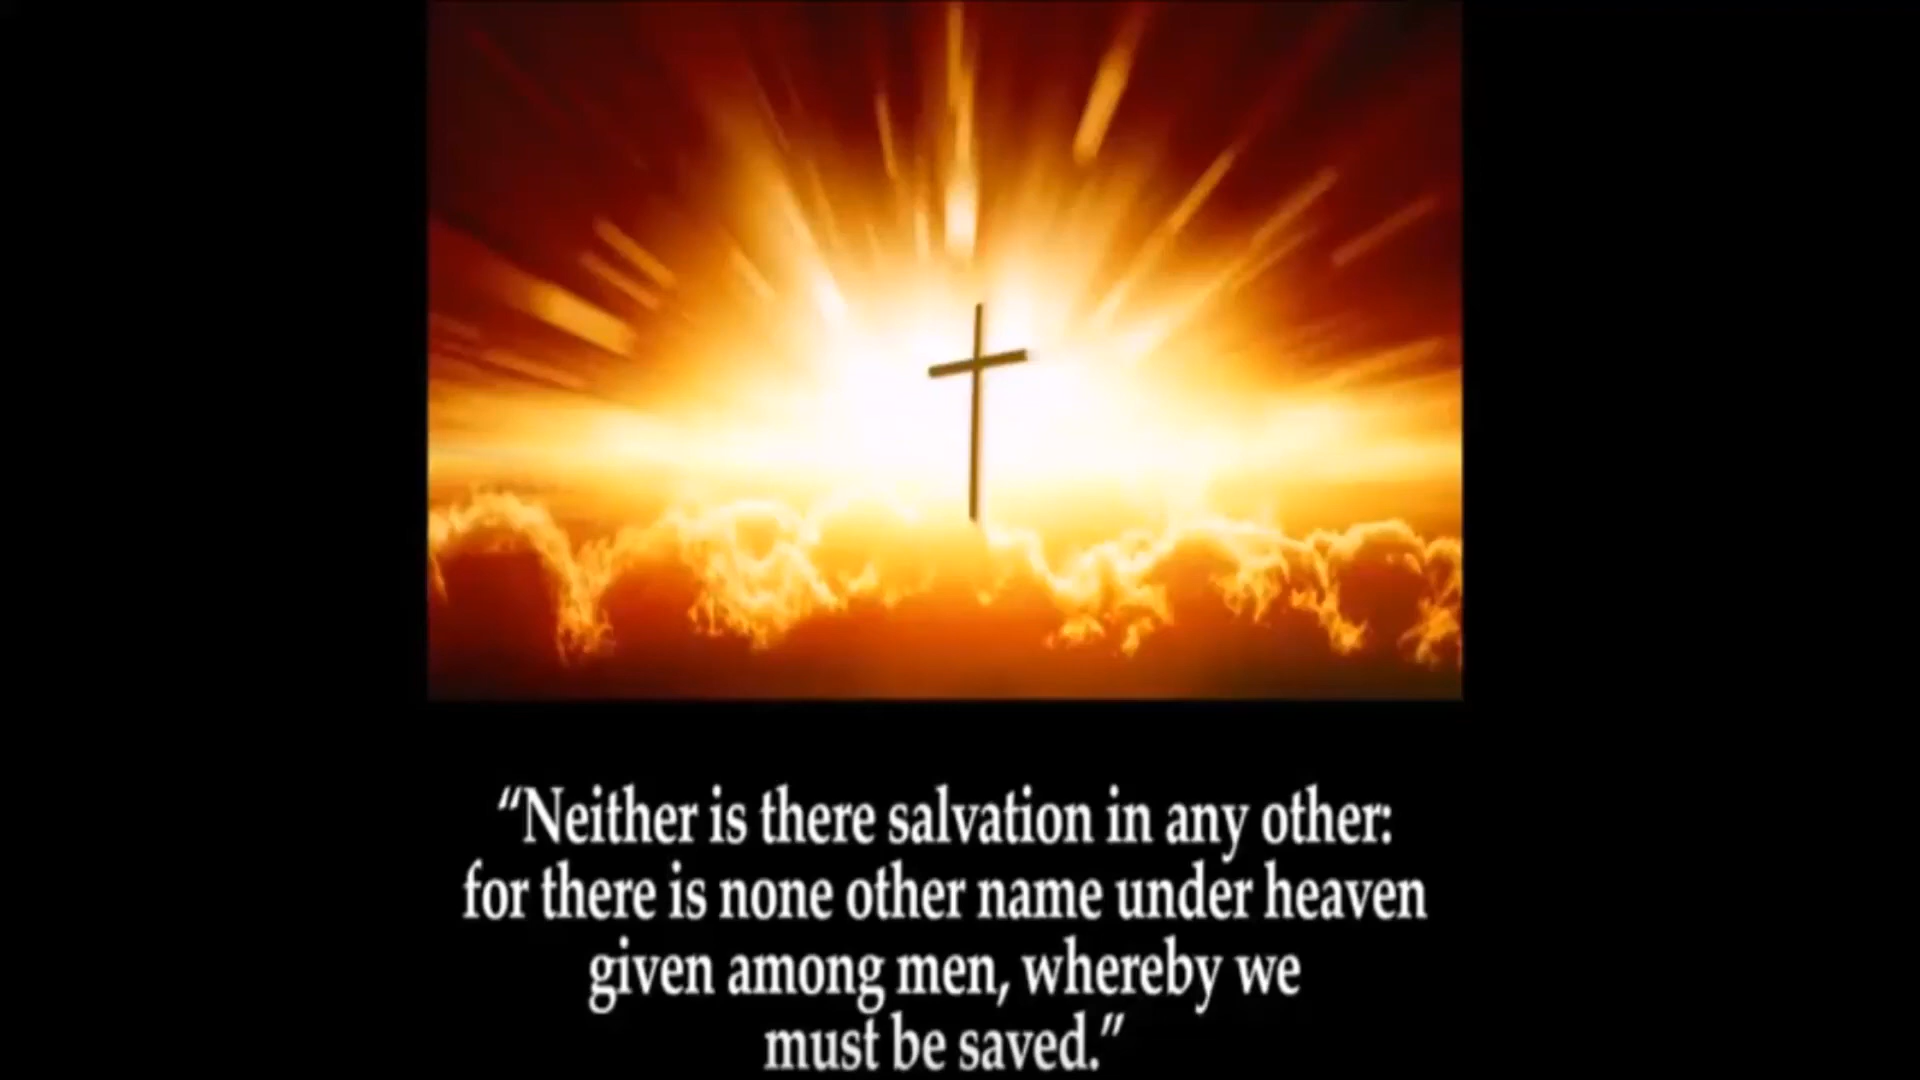 “Neither is there salvation in any other:
for there is none other name under heaven
given among men, whereby we
must be saved.”